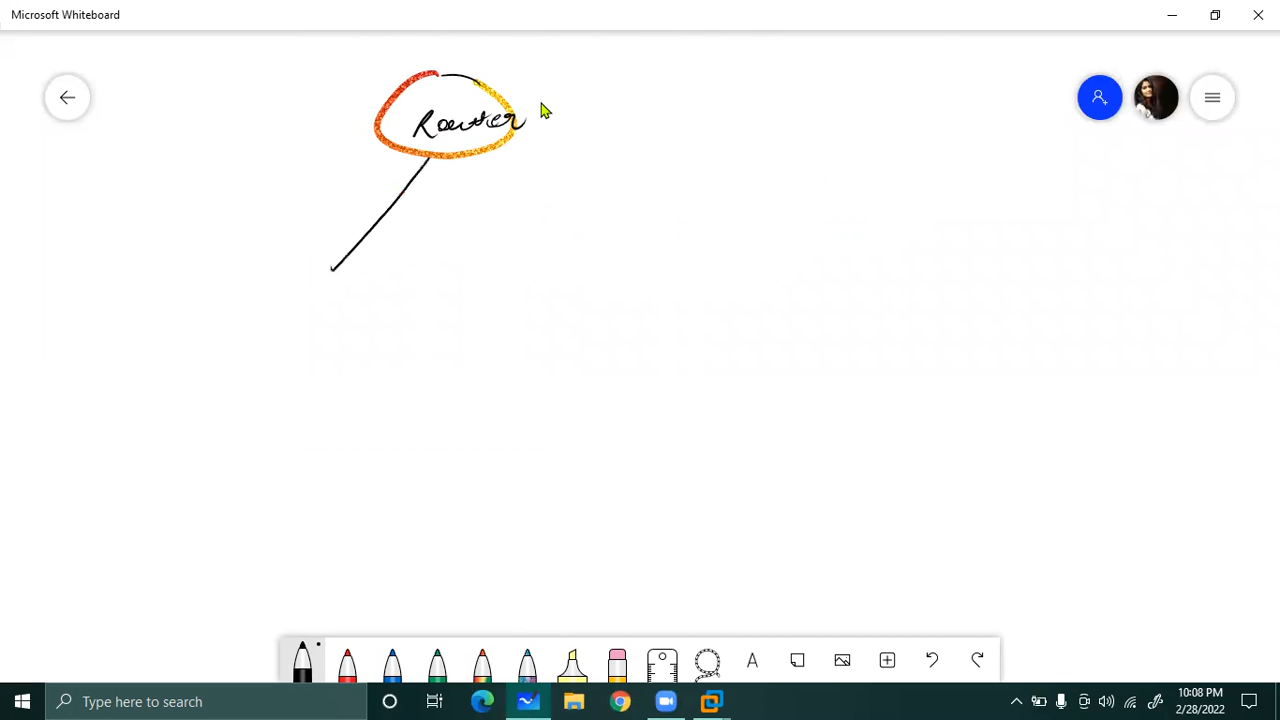 Microsoft Whiteboard
Router
A
Type here to search
10:08 PM
2/28/2022